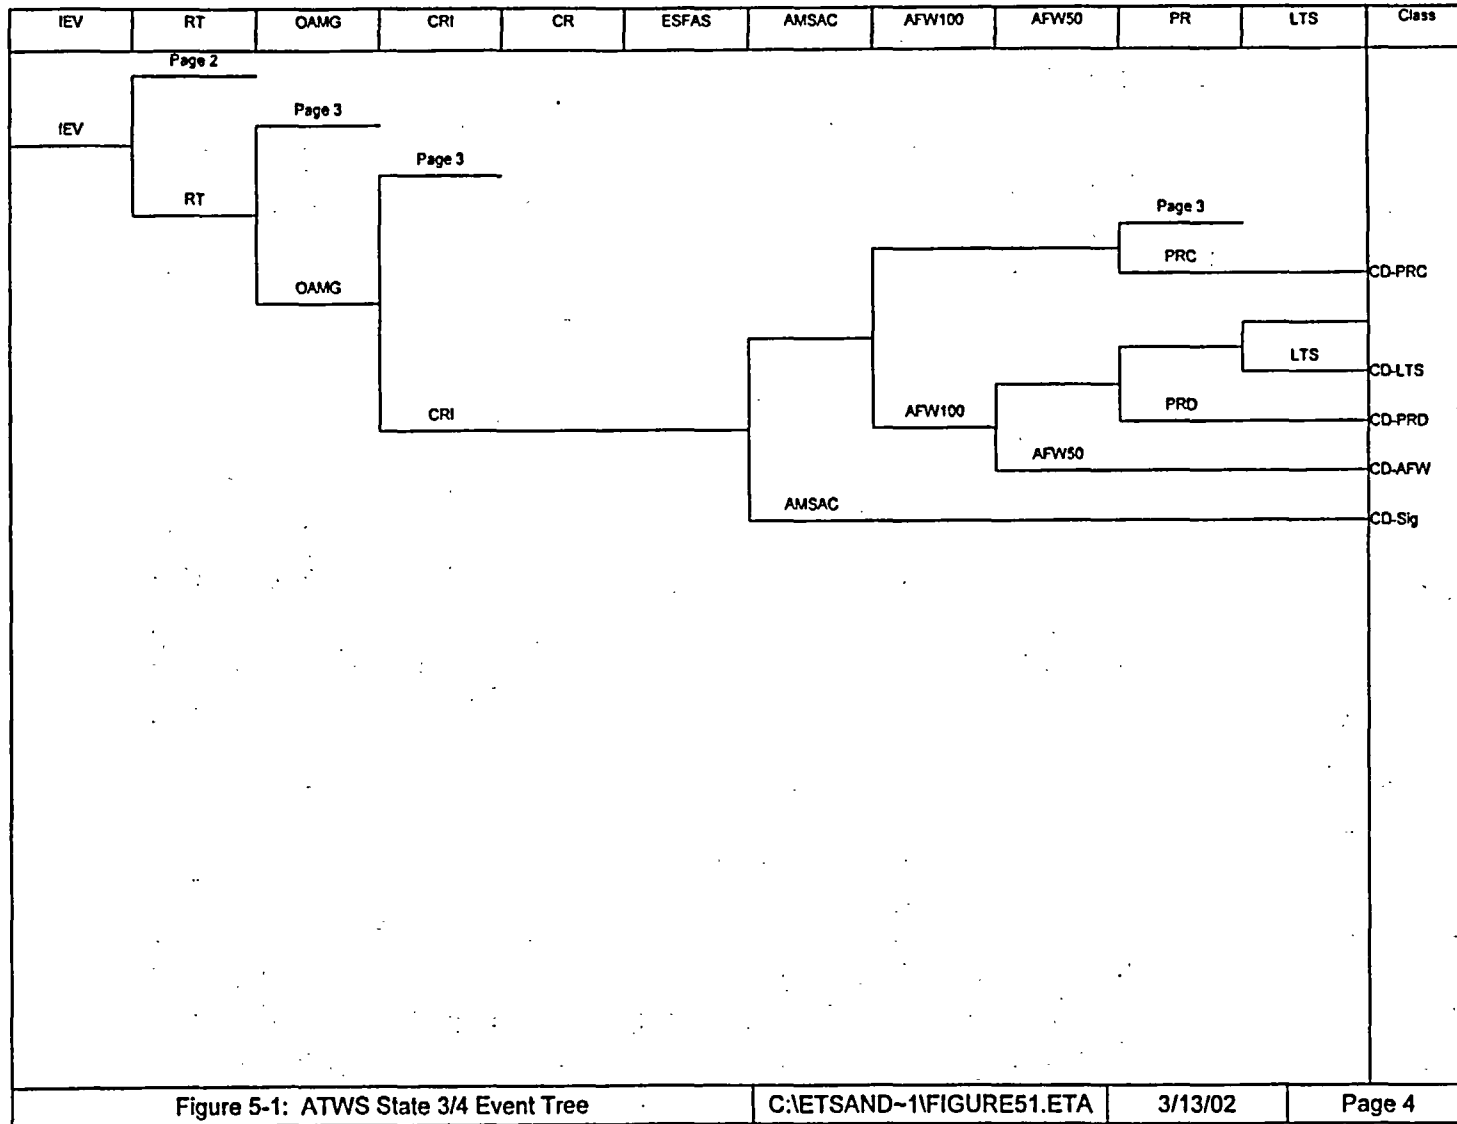 IEV RT OAMG CRI CR ESFAS AMSAC AFW100 AFW50 PR LTS Class
Page 2
Page 3
IEV
Page 3
RT
Page 3
PRC
CD-PRC
OAMG
LTS
CD-LTS
CRI
AFW100
PRD
CD-PRD
AFW50
CD-AFW
AMSAC
CD-Sig
Figure 5-1: ATWS State 3/4 Event Tree C:\ETSAND~1\FIGURE51.ETA 3/13/02 Page 4